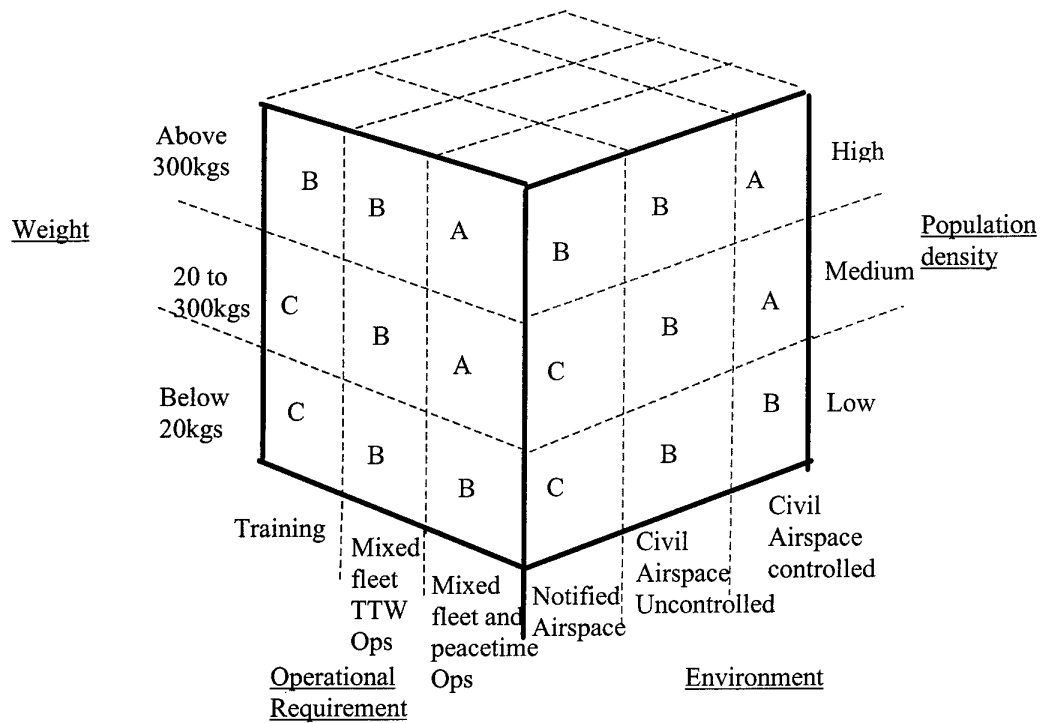 Above
300kgs
Weight
20 to
300kgs
Below
20kgs
B
B
A
C
B
A
C
B
B
B
B
A
C
B
A
C
B
B
High
Population
density
Medium
Low
Training
Mixed
fleet
TTW
Ops
Mixed
fleet and
peacetime
Ops
Notified
Airspace
Civil
Airspace
Uncontrolled
Civil
Airspace
controlled
Operational
Requirement
Environment